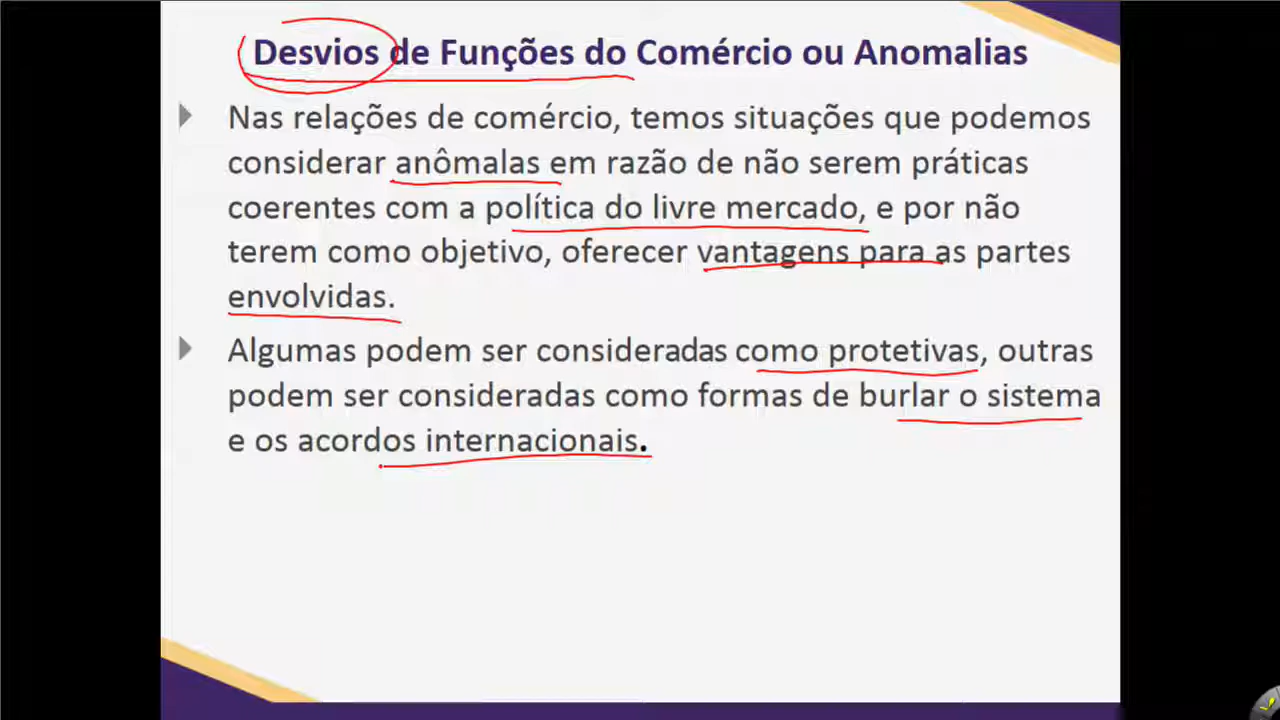 Desvios de Funções do Comércio ou Anomalias
Nas relações de comércio, temos situações que podemos
considerar anômalas em razão de não serem práticas
coerentes com a política do livre mercado, e por não
terem como objetivo, oferecer vantagens para as partes
envolvidas.
Algumas podem ser consideradas como protetivas, outras
podem ser consideradas como formas de burlar o sistema
e os acordos internacionais.